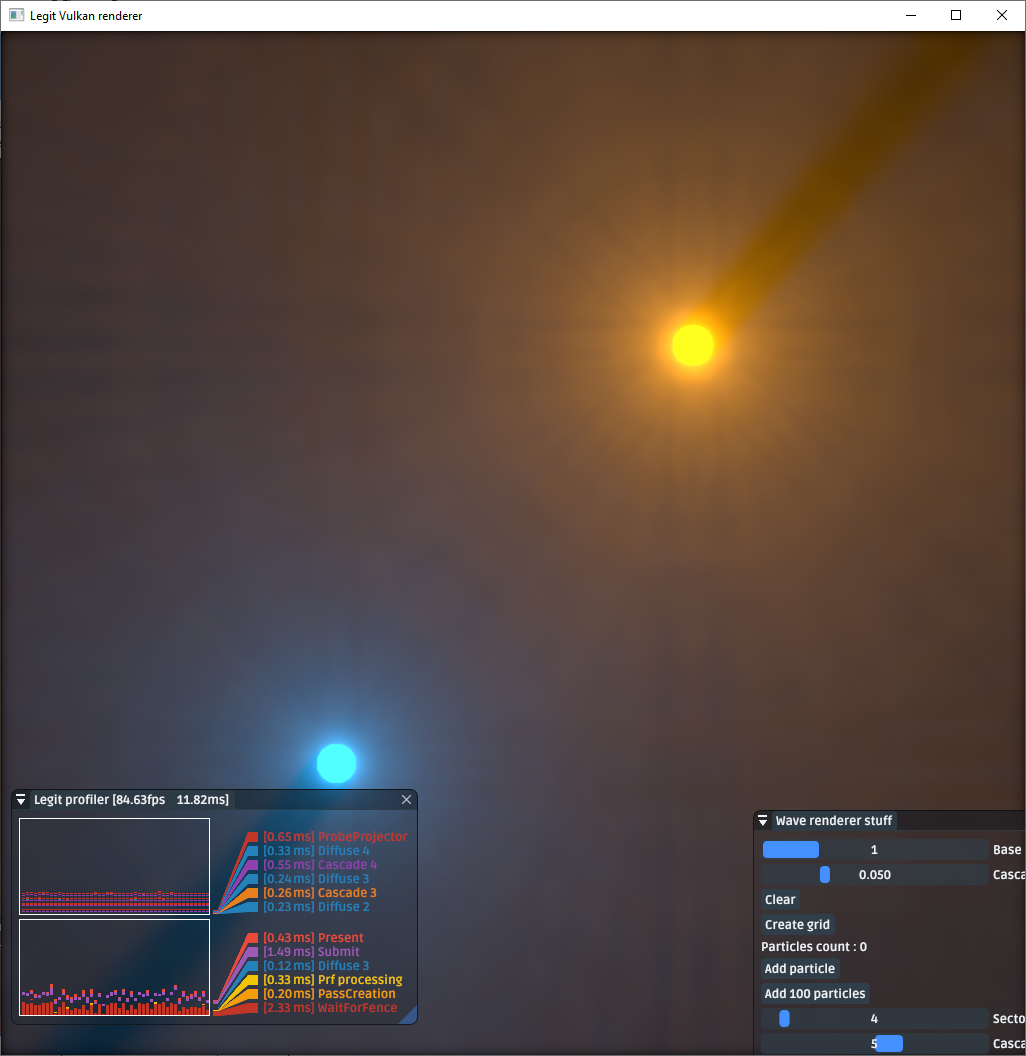 Legit Vulkan renderer
Legit profiler [84.63fps 11.82ms]
[0.65 ms] ProbeProjector
[0.33 ms] Diffuse 4
[0.55 ms] Cascade 4
[0.24 ms] Diffuse 3
[0.26 ms] Cascade 3
[0.23 ms] Diffuse 2
[0.43 ms] Present
[1.49 ms] Submit
[0.12 ms] Diffuse 3
[0.33 ms] Prf processing
[0.20 ms] PassCreation
[2.33 ms] WaitForFence
Wave renderer stuff
1 Base
0.050 Casca
Clear
Create grid
Particles count : 0
Add particle
Add 100 particles
4 Secto
5 Casca